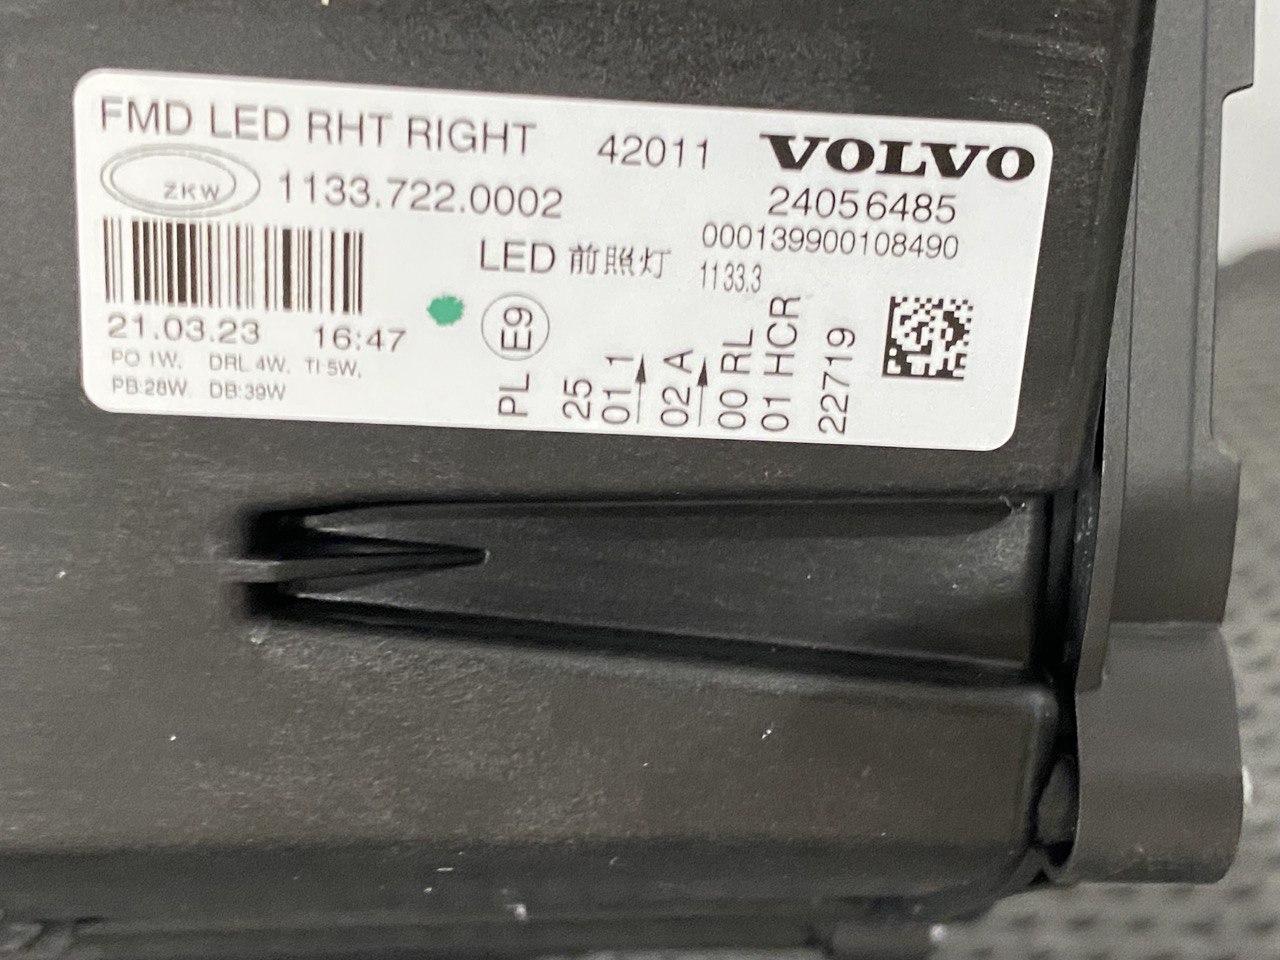 FMD LED RHT RIGHT 42011 VOLVO
ZKW 1133.722.0002 24056485
000139900108490
LED 前照灯 1133.3
21.03.23 16:47
PO 1W. DRL 4W. TI 5W.
PB:28W DB:39W
E9
PL
25
01 1
02 A
00 RL
01 HCR
22719